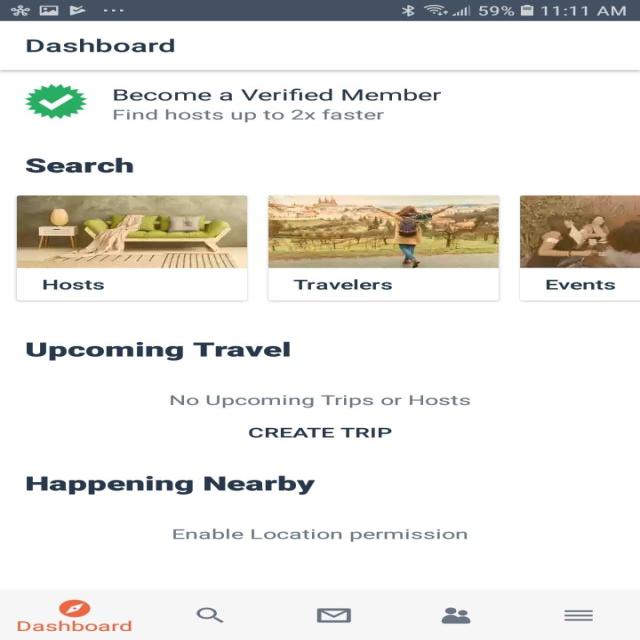 59% 11:11 AM
Dashboard
Become a Verified Member
Find hosts up to 2x faster
Search
Hosts
Travelers
Events
Upcoming Travel
No Upcoming Trips or Hosts
CREATE TRIP
Happening Nearby
Enable Location permission
Dashboard